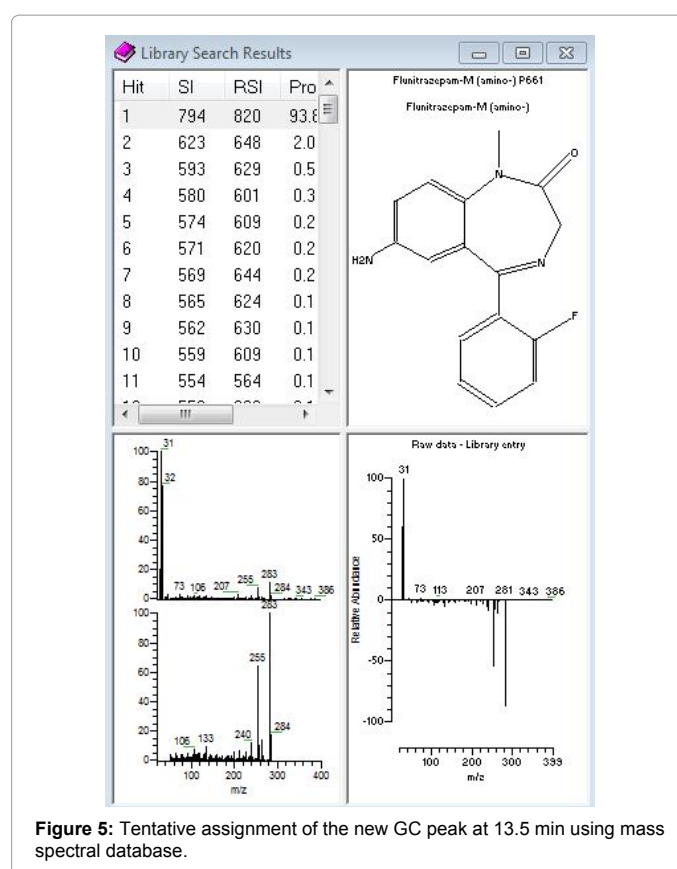 Library Search Results
Hit SI RSI Pro
1 794 820 93.8
2 623 648 2.0
3 593 629 0.5
4 580 601 0.3
5 574 609 0.2
6 571 620 0.2
7 569 644 0.2
8 565 624 0.1
9 562 630 0.1
10 559 609 0.1
11 554 564 0.1
Flunitrazepam-M (amino-) P661
Flunitrazepam-M (amino-)
N
O
H2N
N
F
100
80
60
40
20
0
31
32
73 106 207 255 283 284 343 386
100
80
60
40
20
0
106 133 240 255 283 284
100 200 300 400
m/z
Raw data - Library entry
Relative Abundance
100
50
0
-50
-100
31
73 113 207 281 343 386
100 200 300 399
m/z
Figure 5: Tentative assignment of the new GC peak at 13.5 min using mass
spectral database.